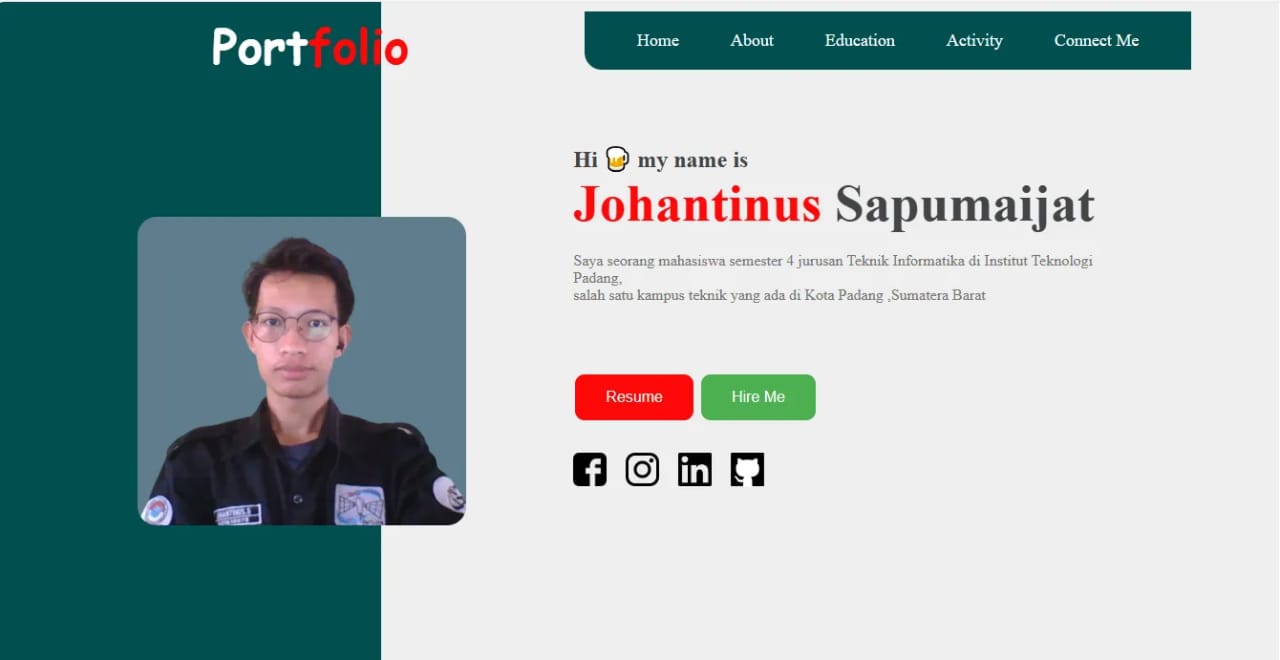 Portfolio
Home About Education Activity Connect Me
Hi 🍺 my name is
Johantinus Sapumaijat
Saya seorang mahasiswa semester 4 jurusan Teknik Informatika di Institut Teknologi
Padang,
salah satu kampus teknik yang ada di Kota Padang ,Sumatera Barat
Resume Hire Me